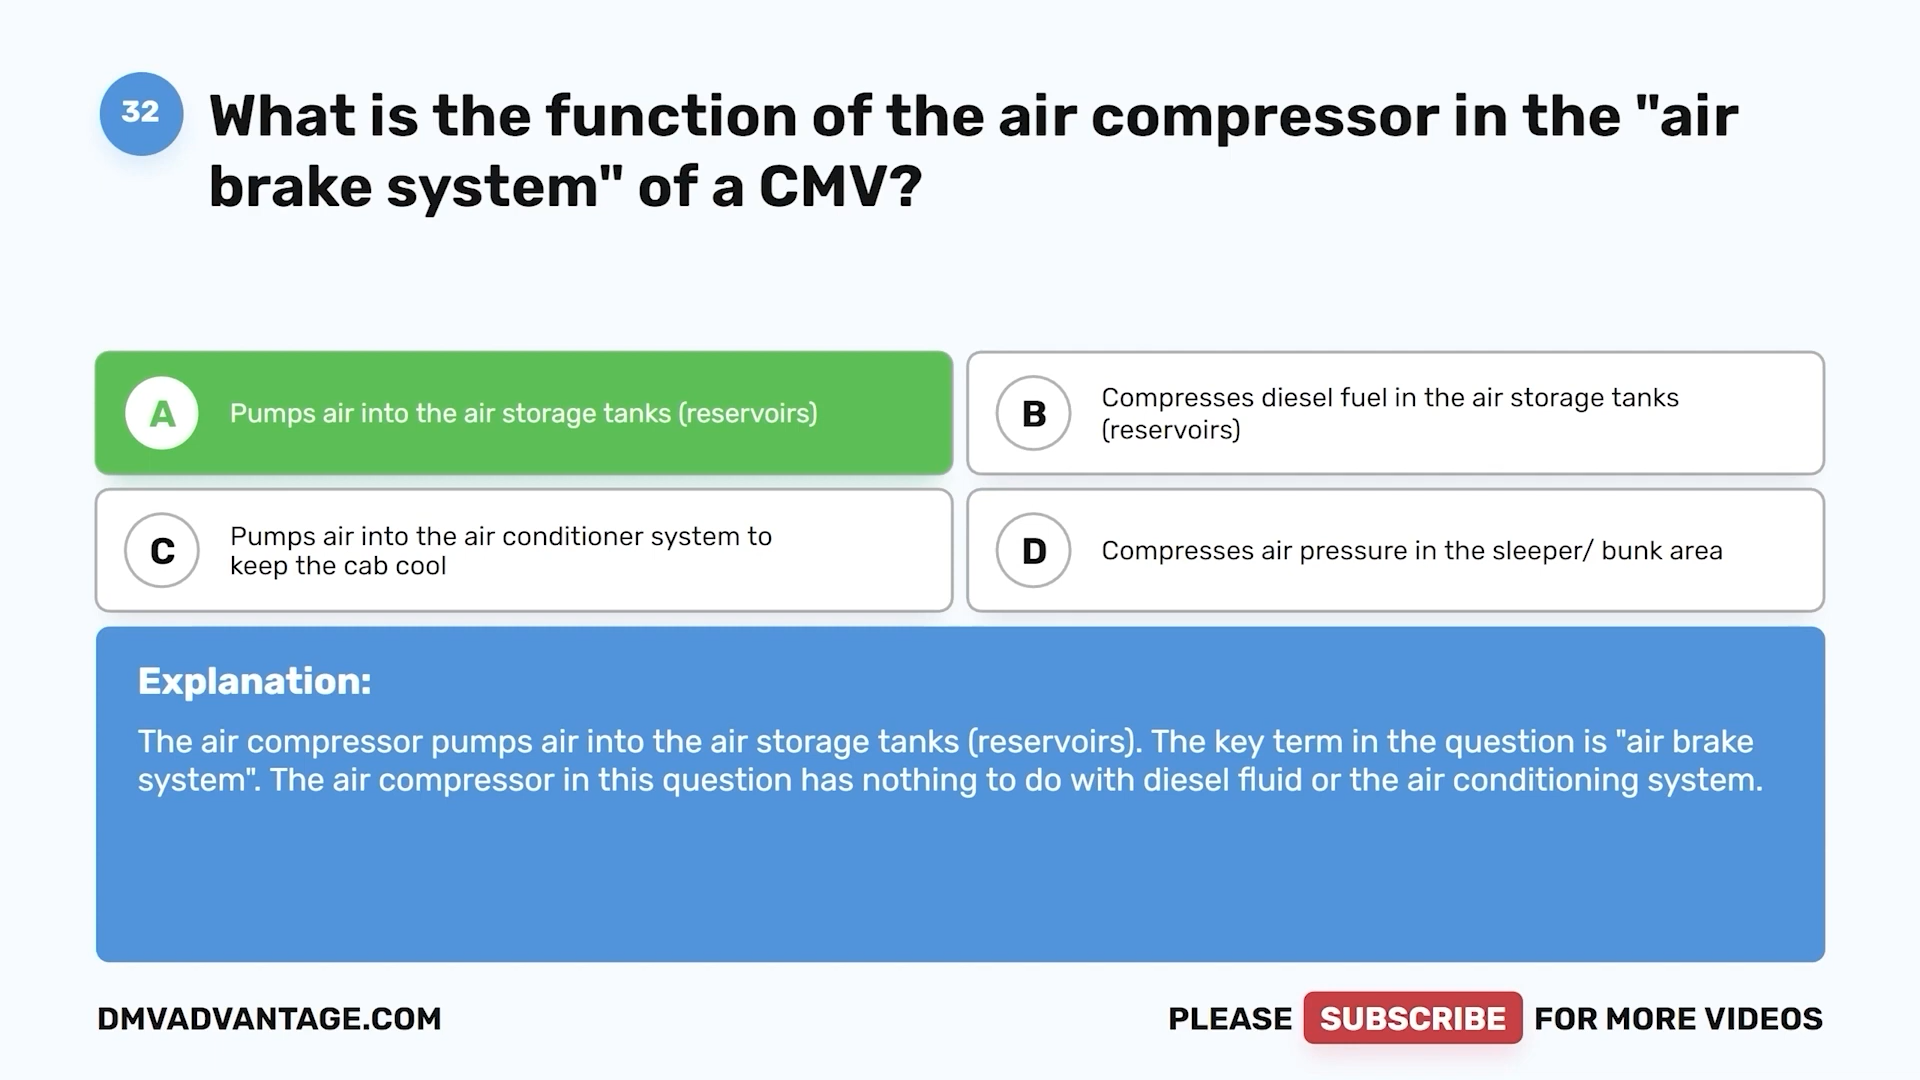 32
What is the function of the air compressor in the "air
brake system" of a CMV?
A
Pumps air into the air storage tanks (reservoirs)
B
Compresses diesel fuel in the air storage tanks
(reservoirs)
C
Pumps air into the air conditioner system to
keep the cab cool
D
Compresses air pressure in the sleeper/ bunk area
Explanation:
The air compressor pumps air into the air storage tanks (reservoirs). The key term in the question is "air brake
system". The air compressor in this question has nothing to do with diesel fluid or the air conditioning system.
DMVADVANTAGE.COM
PLEASE SUBSCRIBE FOR MORE VIDEOS